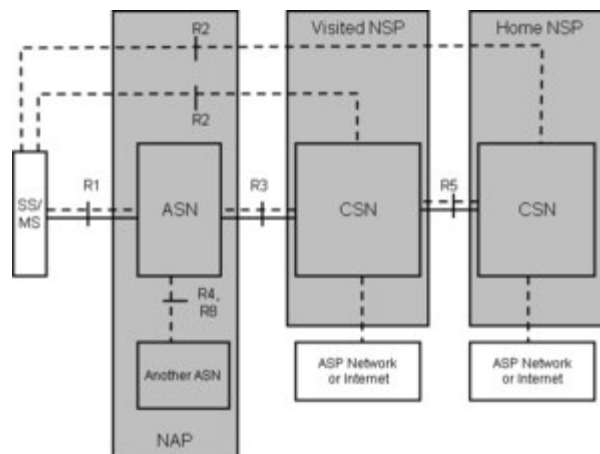 R2
Visited NSP
Home NSP
R2
SS/
MS
R1
ASN
R3
CSN
R5
CSN
R4,
R8
Another ASN
ASP Network
or Internet
ASP Network
or Internet
NAP